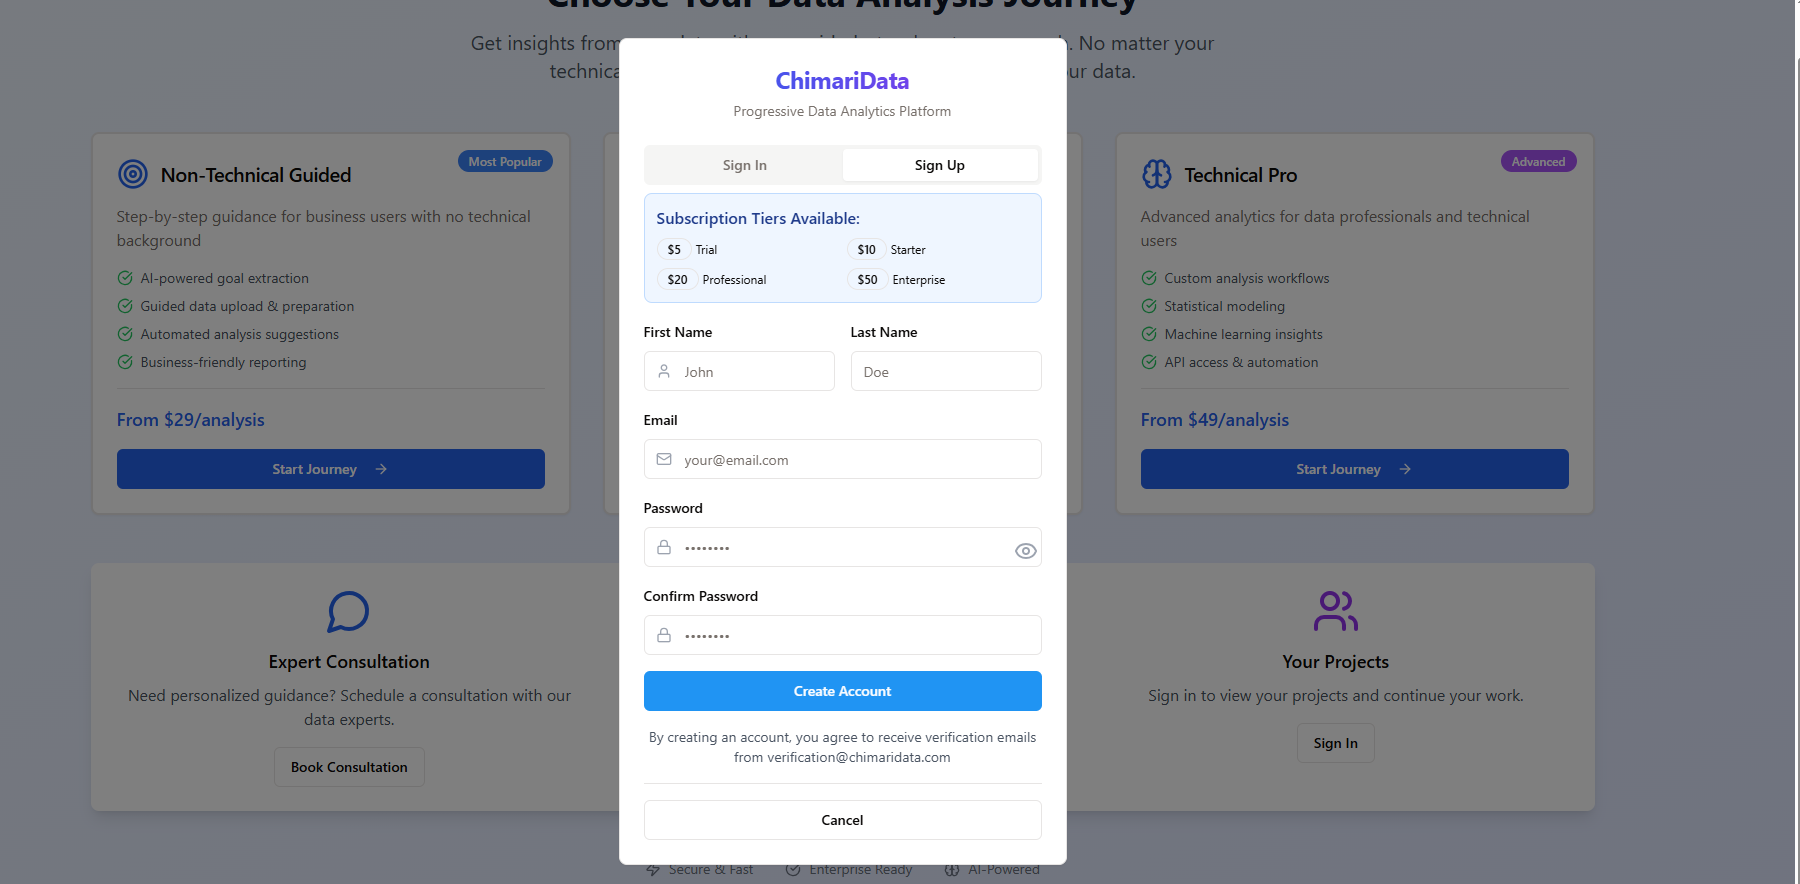 Choose Your Data Analysis Journey
Get insights from
. No matter your
technica
ur data.
ChimariData
Progressive Data Analytics Platform
Sign In
Sign Up
Subscription Tiers Available:
$5 Trial
$10 Starter
$20 Professional
$50 Enterprise
First Name
Last Name
John
Doe
Email
your@email.com
Password
••••••••
Confirm Password
••••••••
Create Account
By creating an account, you agree to receive verification emails
from verification@chimaridata.com
Cancel
Non-Technical Guided
Most Popular
Step-by-step guidance for business users with no technical
background
AI-powered goal extraction
Guided data upload & preparation
Automated analysis suggestions
Business-friendly reporting
From $29/analysis
Start Journey
Technical Pro
Advanced
Advanced analytics for data professionals and technical
users
Custom analysis workflows
Statistical modeling
Machine learning insights
API access & automation
From $49/analysis
Start Journey
Expert Consultation
Need personalized guidance? Schedule a consultation with our
data experts.
Book Consultation
Your Projects
Sign in to view your projects and continue your work.
Sign In
Secure & Fast
Enterprise Ready
AI-Powered